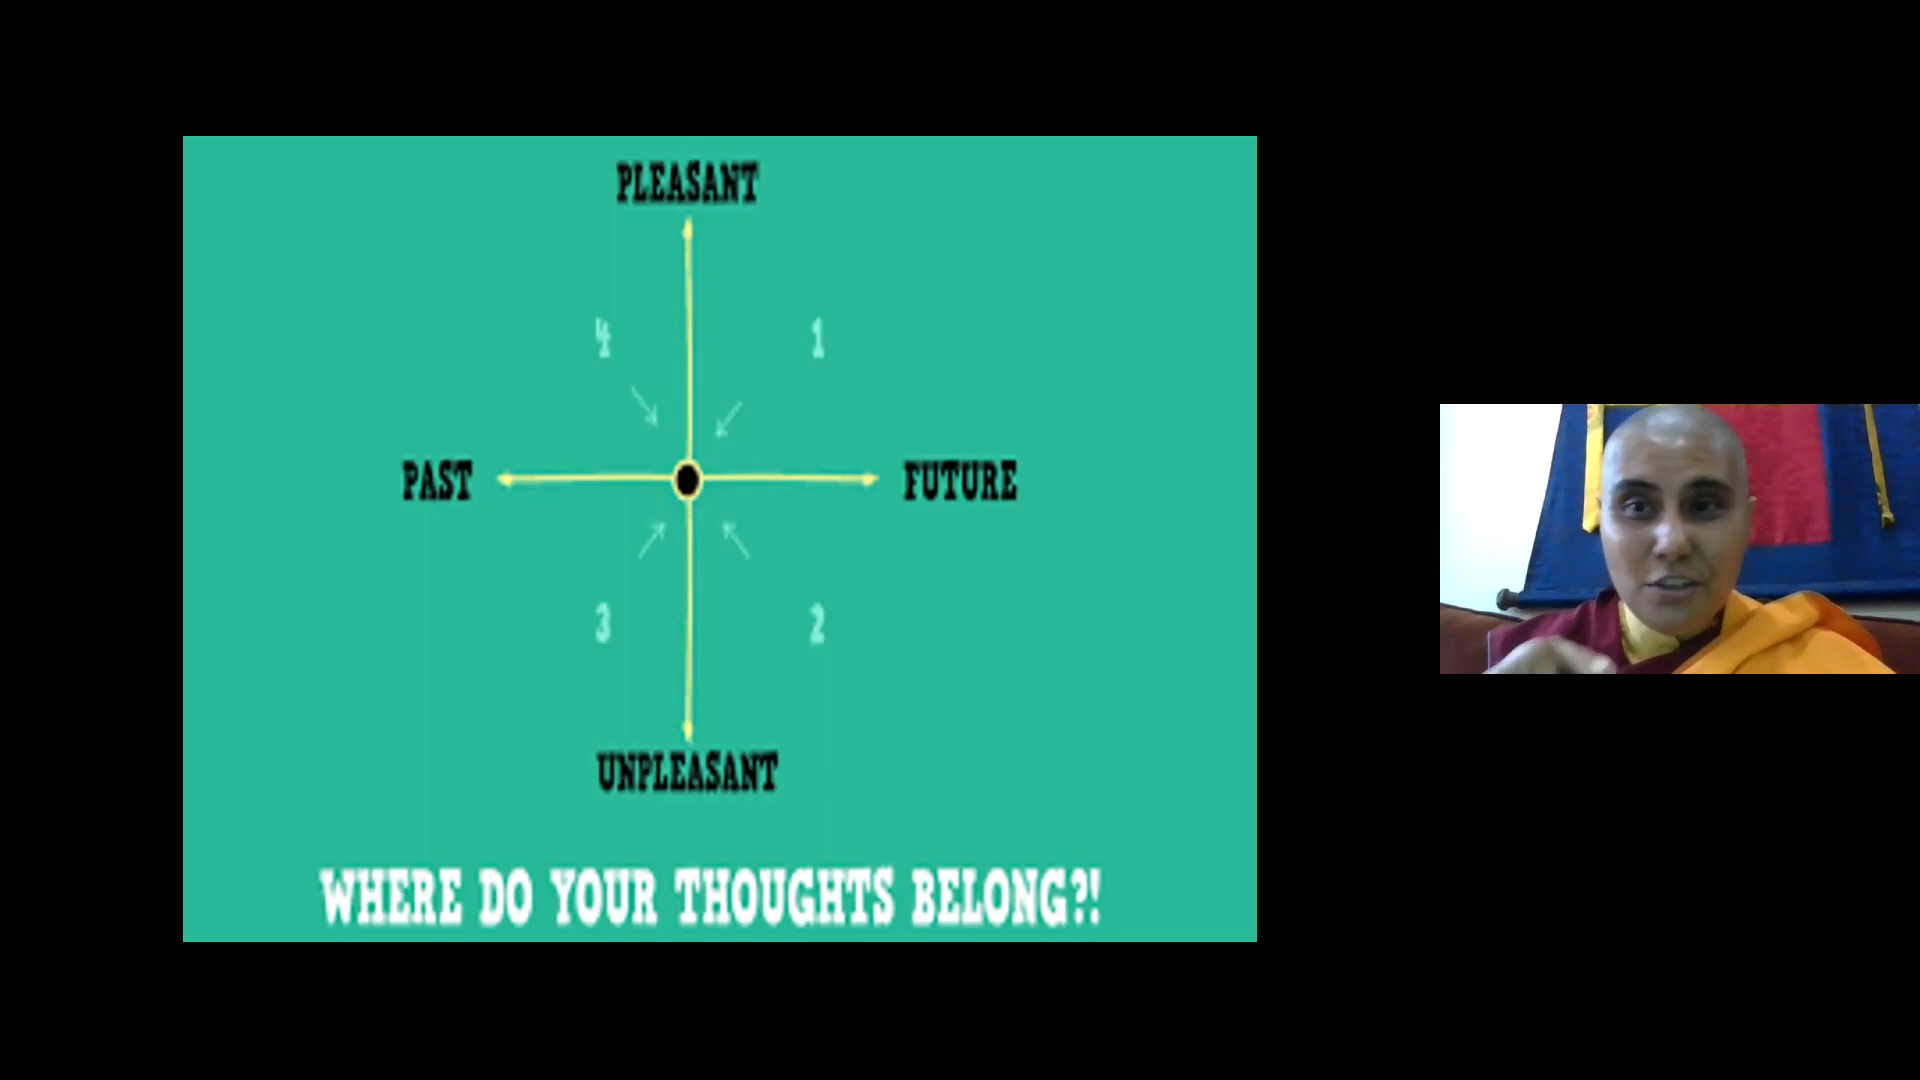 PLEASANT
4 1
PAST FUTURE
3 2
UNPLEASANT
WHERE DO YOUR THOUGHTS BELONG?!